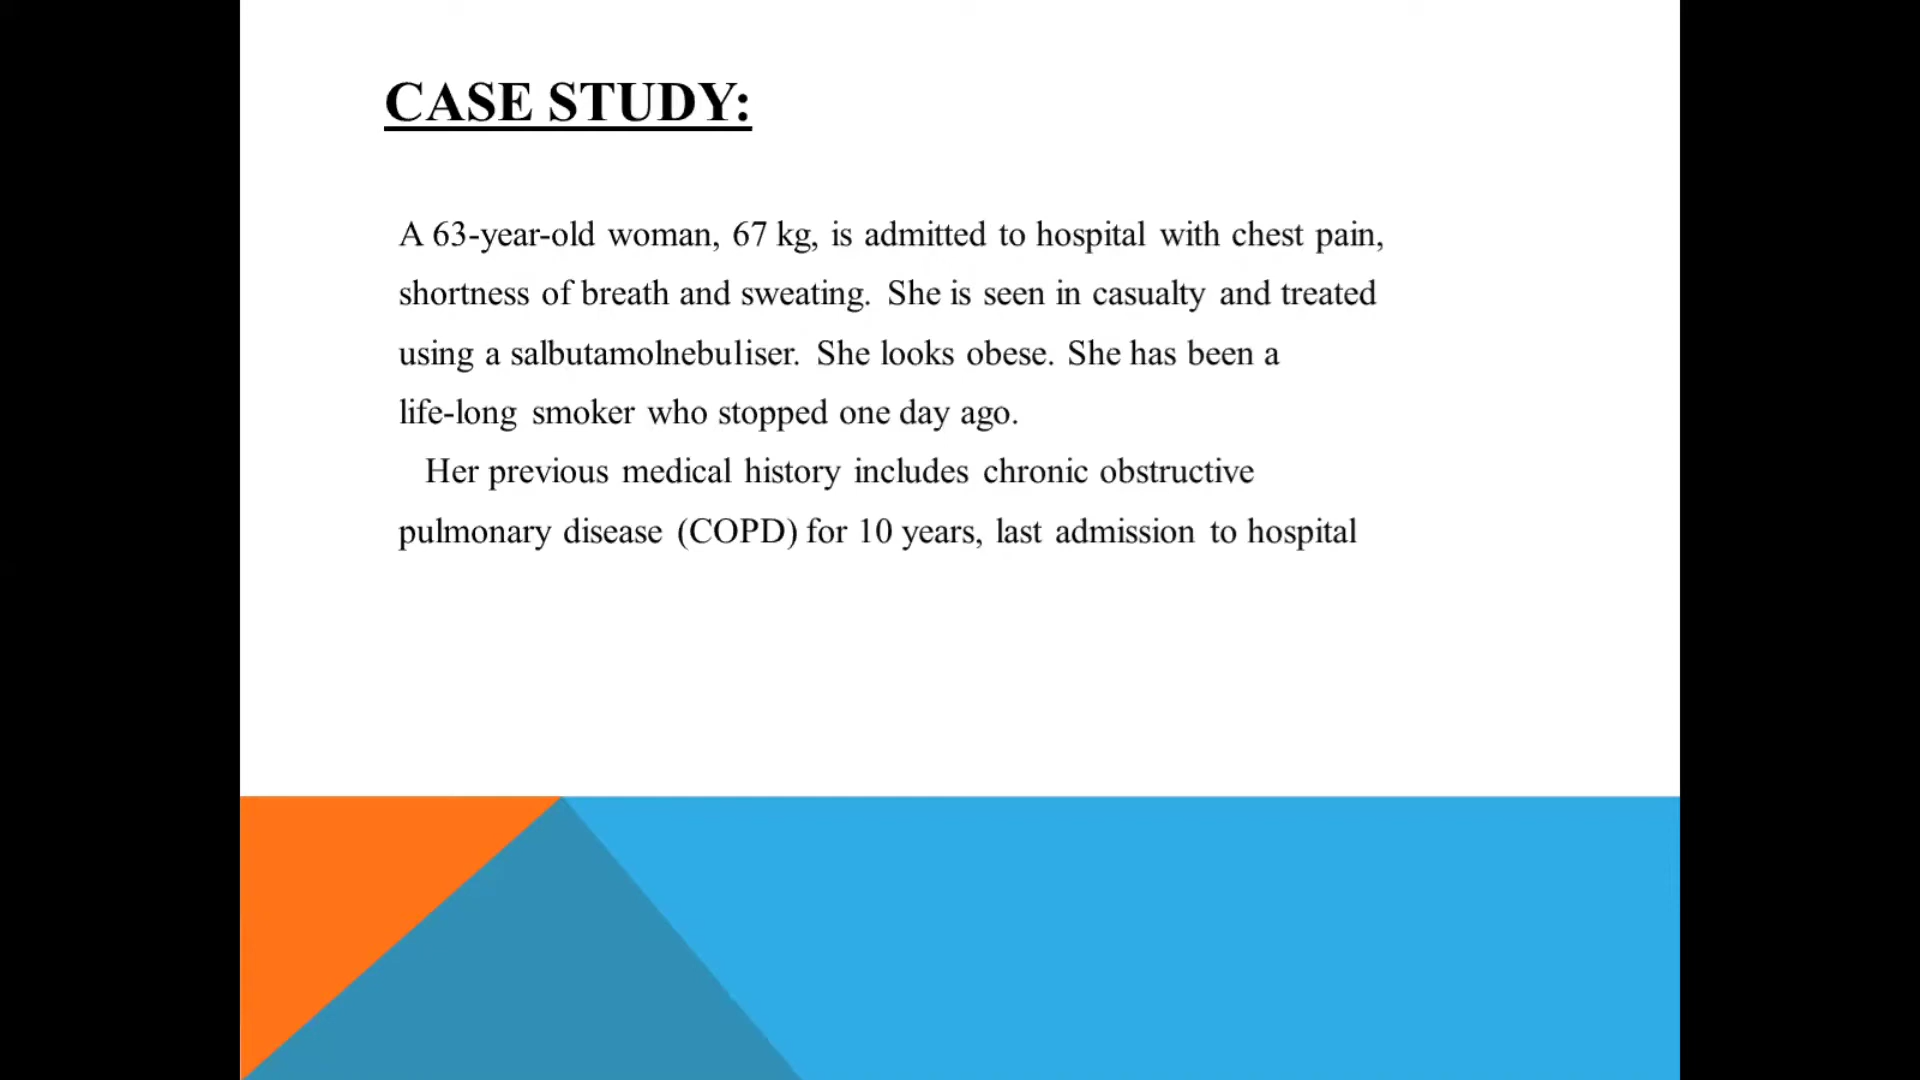 CASE STUDY:
A 63-year-old woman, 67 kg, is admitted to hospital with chest pain,
shortness of breath and sweating. She is seen in casualty and treated
using a salbutamolnebuliser. She looks obese. She has been a
life-long smoker who stopped one day ago.
Her previous medical history includes chronic obstructive
pulmonary disease (COPD) for 10 years, last admission to hospital